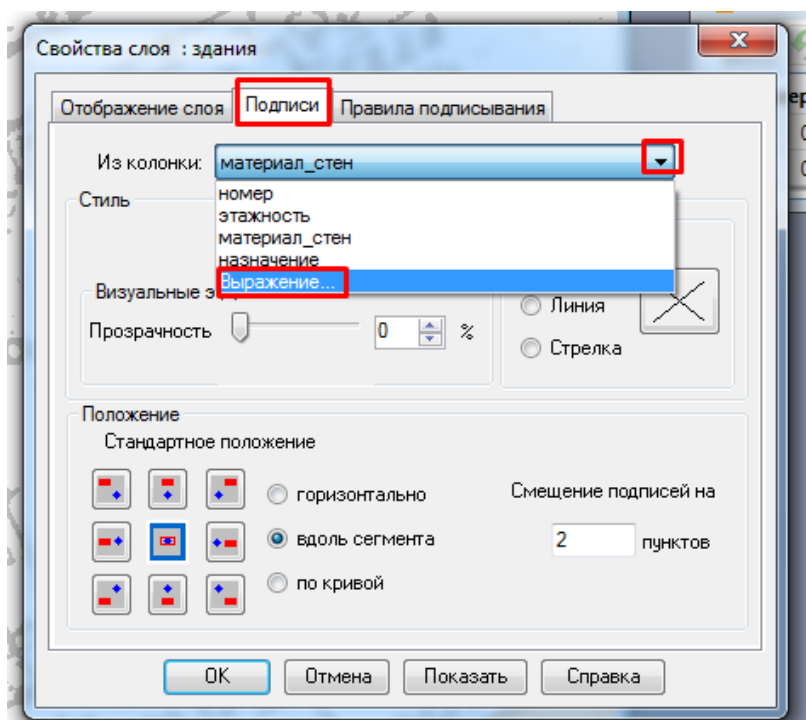 Свойства слоя : здания
Отображение слоя Подписи Правила подписывания
Из колонки: материал_стен
номер
Стиль
этажность
материал_стен
назначение
Выражение...
Визуальные
Линия
Прозрачность 0 %
Стрелка
Положение
Стандартное положение
горизонтально Смещение подписей на
вдоль сегмента 2 пунктов
по кривой
OK Отмена Показать Справка